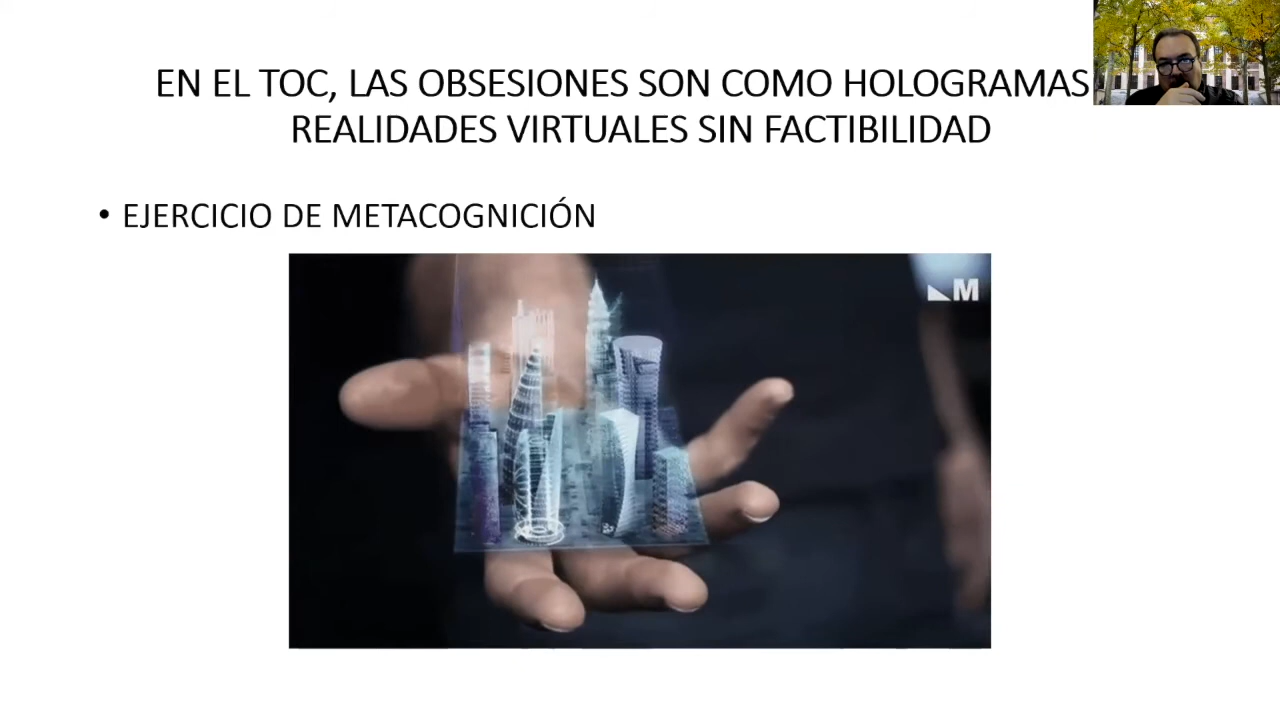 EN EL TOC, LAS OBSESIONES SON COMO HOLOGRAMAS
REALIDADES VIRTUALES SIN FACTIBILIDAD
• EJERCICIO DE METACOGNICIÓN
M